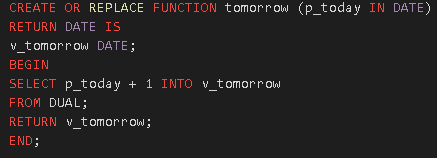 CREATE OR REPLACE FUNCTION tomorrow (p_today IN DATE)
RETURN DATE IS
v_tomorrow DATE;
BEGIN
SELECT p_today + 1 INTO v_tomorrow
FROM DUAL;
RETURN v_tomorrow;
END;